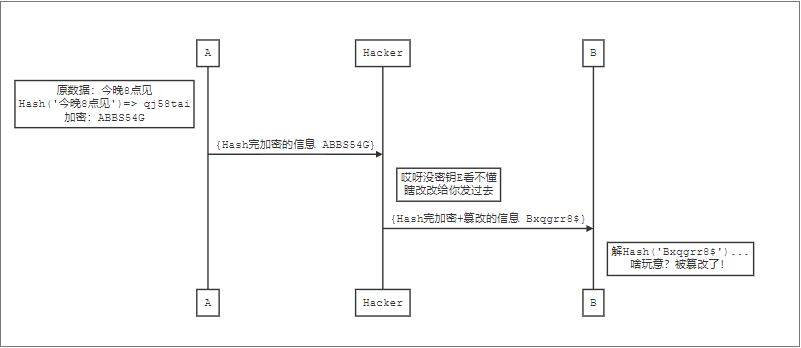 A
Hacker
B
原数据：今晚8点见
Hash('今晚8点见')=> qj58tai
加密：ABBS54G
{Hash完加密的信息 ABBS54G}
哎呀没密钥E看不懂
瞎改改给你发过去
{Hash完加密+篡改的信息 Bxqgrr8$}
解Hash('Bxqgrr8$')...
啥玩意？被篡改了！
A
Hacker
B